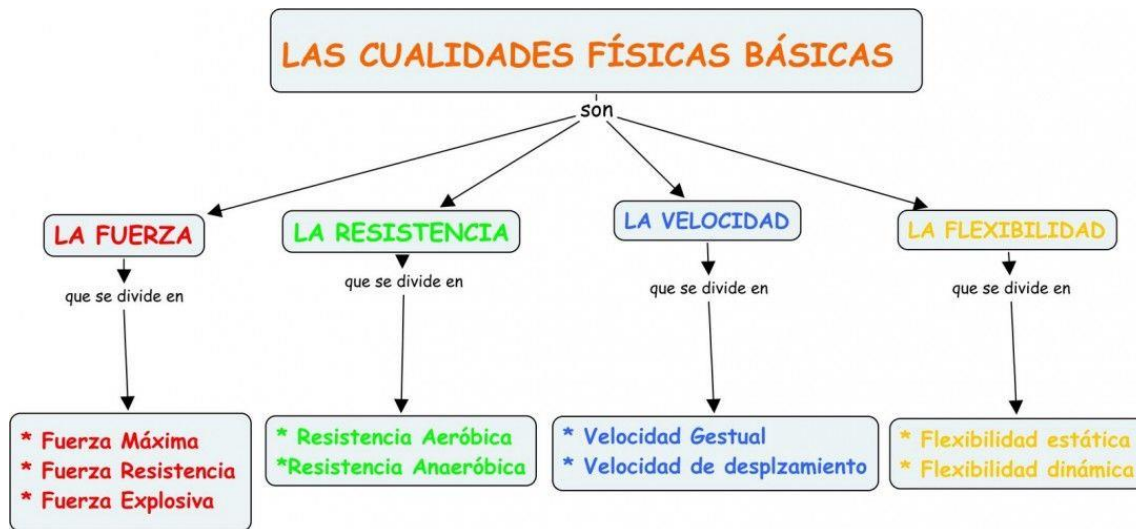 LAS CUALIDADES FÍSICAS BÁSICAS
son
LA FUERZA
LA RESISTENCIA
LA VELOCIDAD
LA FLEXIBILIDAD
que se divide en
que se divide en
que se divide en
que se divide en
* Fuerza Máxima
* Fuerza Resistencia
* Fuerza Explosiva
* Resistencia Aeróbica
*Resistencia Anaeróbica
* Velocidad Gestual
* Velocidad de desplzamiento
* Flexibilidad estática
* Flexibilidad dinámica